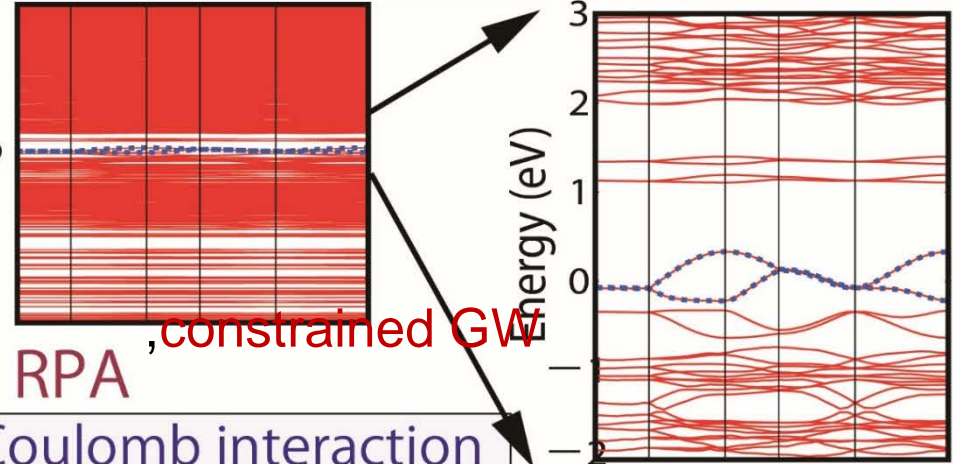 3
2
1
0
— 1
— 2
Energy (eV)
,constrained GW
RPA
Coulomb interaction